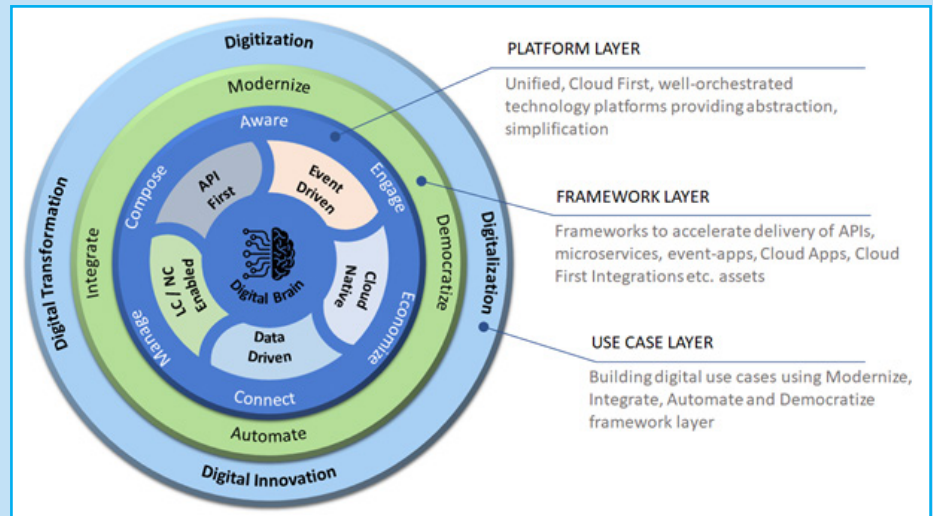 Digitization
Modernize
Aware
Compose
Engage
API
First
Event
Driven
Digital Transformation
Integrate
LC / NC
Enabled
Digital Brain
Cloud
Native
Democratize
Digitalization
Data
Driven
Manage
Economize
Connect
Automate
Digital Innovation
PLATFORM LAYER
Unified, Cloud First, well-orchestrated
technology platforms providing abstraction,
simplification
FRAMEWORK LAYER
Frameworks to accelerate delivery of APIs,
microservices, event-apps, Cloud Apps, Cloud
First Integrations etc. assets
USE CASE LAYER
Building digital use cases using Modernize,
Integrate, Automate and Democratize
framework layer